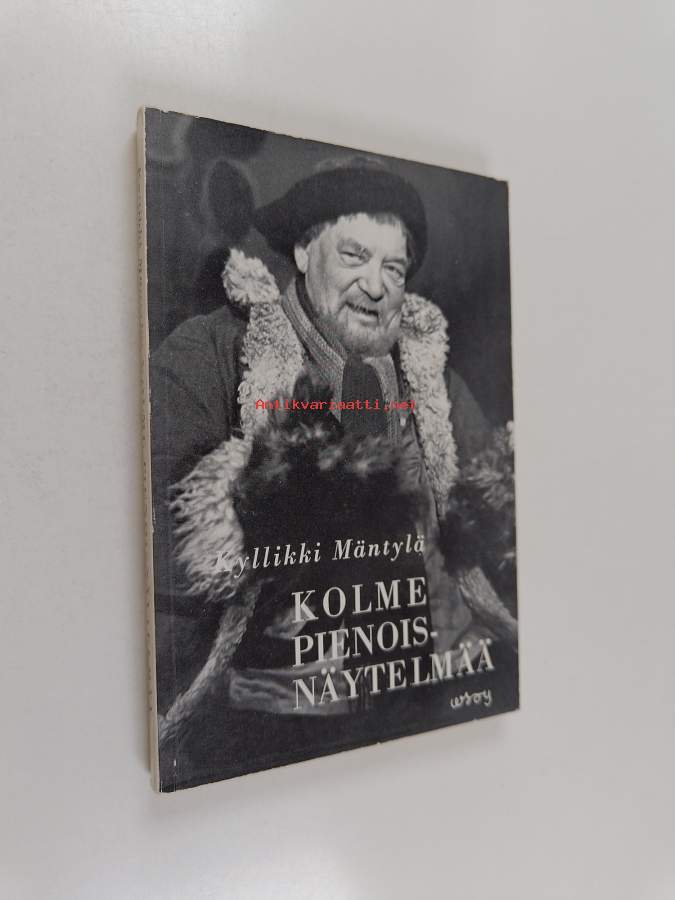 Antikvariaatti.net
Kyllikki Mäntylä
KOLME
PIENOIS-
NÄYTELMÄÄ
wsoy